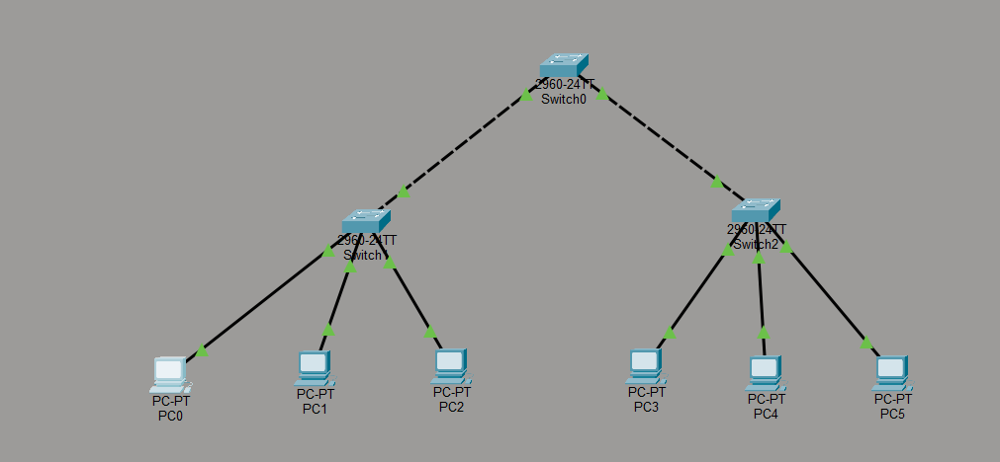 2960-24TT
Switch0
2960-24TT
Switch
2960-24TT
Switch2
PC-PT
PC0
PC-PT
PC1
PC-PT
PC2
PC-PT
PC3
PC-PT
PC4
PC-PT
PC5